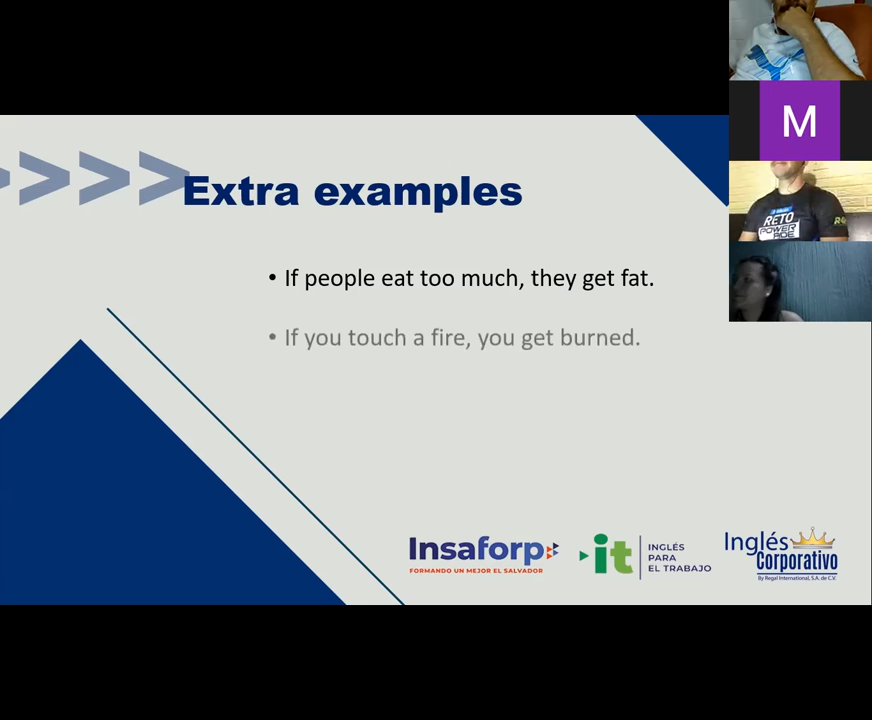 M
>>>>Extra examples
• If people eat too much, they get fat.
• If you touch a fire, you get burned.
RETO
POWER
RIDE
Insaforp
FORMANDO UN MEJOR EL SALVADOR
it
INGLÉS
PARA
EL TRABAJO
Inglés
Corporativo
By Regal International, S.A. de C.V.